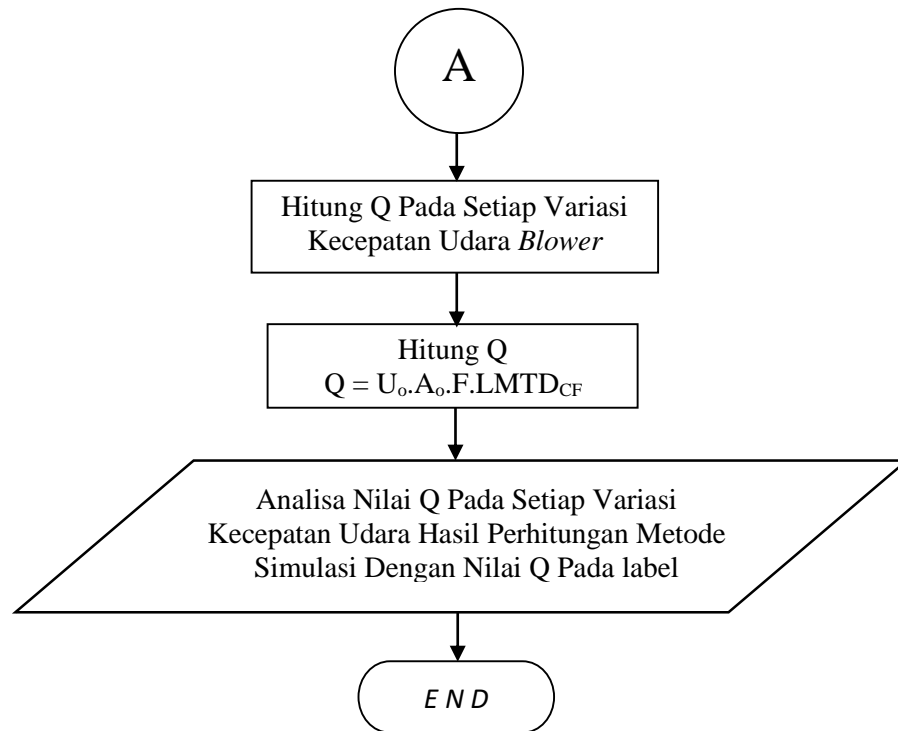 A
Hitung Q Pada Setiap Variasi
Kecepatan Udara Blower
Hitung Q
Q = Uₒ.Aₒ.F.LMTD_CF
Analisa Nilai Q Pada Setiap Variasi
Kecepatan Udara Hasil Perhitungan Metode
Simulasi Dengan Nilai Q Pada label
E N D